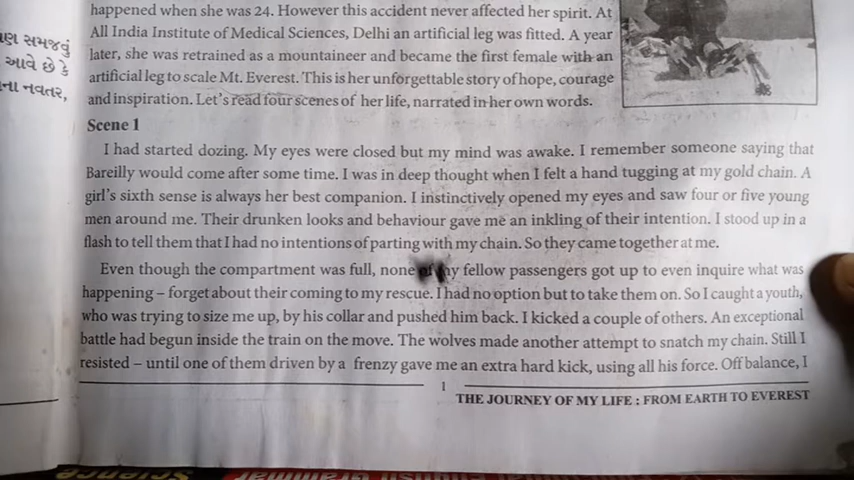 happened when she was 24. However this accident never affected her spirit. At
All India Institute of Medical Sciences, Delhi an artificial leg was fitted. A year
later, she was retrained as a mountaineer and became the first female with an
artificial leg to scale Mt. Everest. This is her unforgettable story of hope, courage
and inspiration. Let's read four scenes of her life, narrated in her own words.
ણ સમજવું
આવે છે કે
ના નવતર,
Scene 1
I had started dozing. My eyes were closed but my mind was awake. I remember someone saying that
Bareilly would come after some time. I was in deep thought when I felt a hand tugging at my gold chain. A
girl's sixth sense is always her best companion. I instinctively opened my eyes and saw four or five young
men around me. Their drunken looks and behaviour gave me an inkling of their intention. I stood up in a
flash to tell them that I had no intentions of parting with my chain. So they came together at me.
Even though the compartment was full, none of my fellow passengers got up to even inquire what was
happening – forget about their coming to my rescue. I had no option but to take them on. So I caught a youth,
who was trying to size me up, by his collar and pushed him back. I kicked a couple of others. An exceptional
battle had begun inside the train on the move. The wolves made another attempt to snatch my chain. Still I
resisted – until one of them driven by a frenzy gave me an extra hard kick, using all his force. Off balance, I
1
THE JOURNEY OF MY LIFE : FROM EARTH TO EVEREST
Science